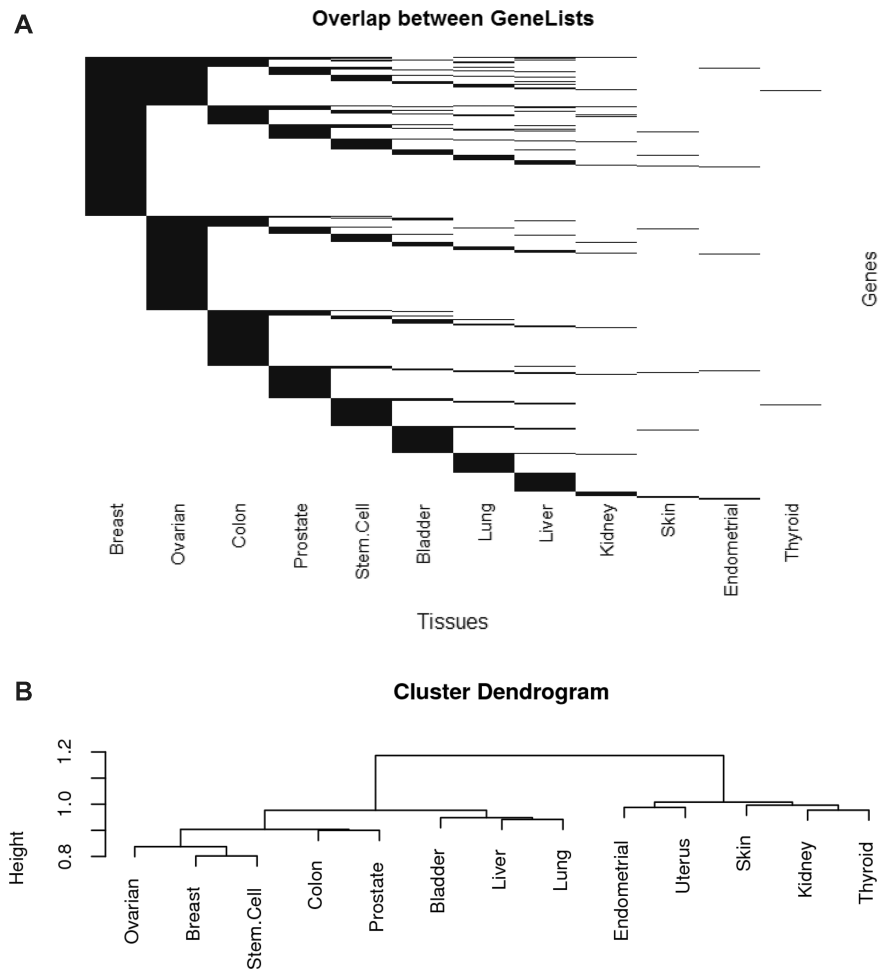 A
Overlap between GeneLists
Genes
Breast
Ovarian
Colon
Prostate
Stem.Cell
Bladder
Lung
Liver
Kidney
Skin
Endometrial
Thyroid
Tissues
B
Cluster Dendrogram
Height
1.2
1.0
0.8
Ovarian
Breast
Stem.Cell
Colon
Prostate
Bladder
Liver
Lung
Endometrial
Uterus
Skin
Kidney
Thyroid